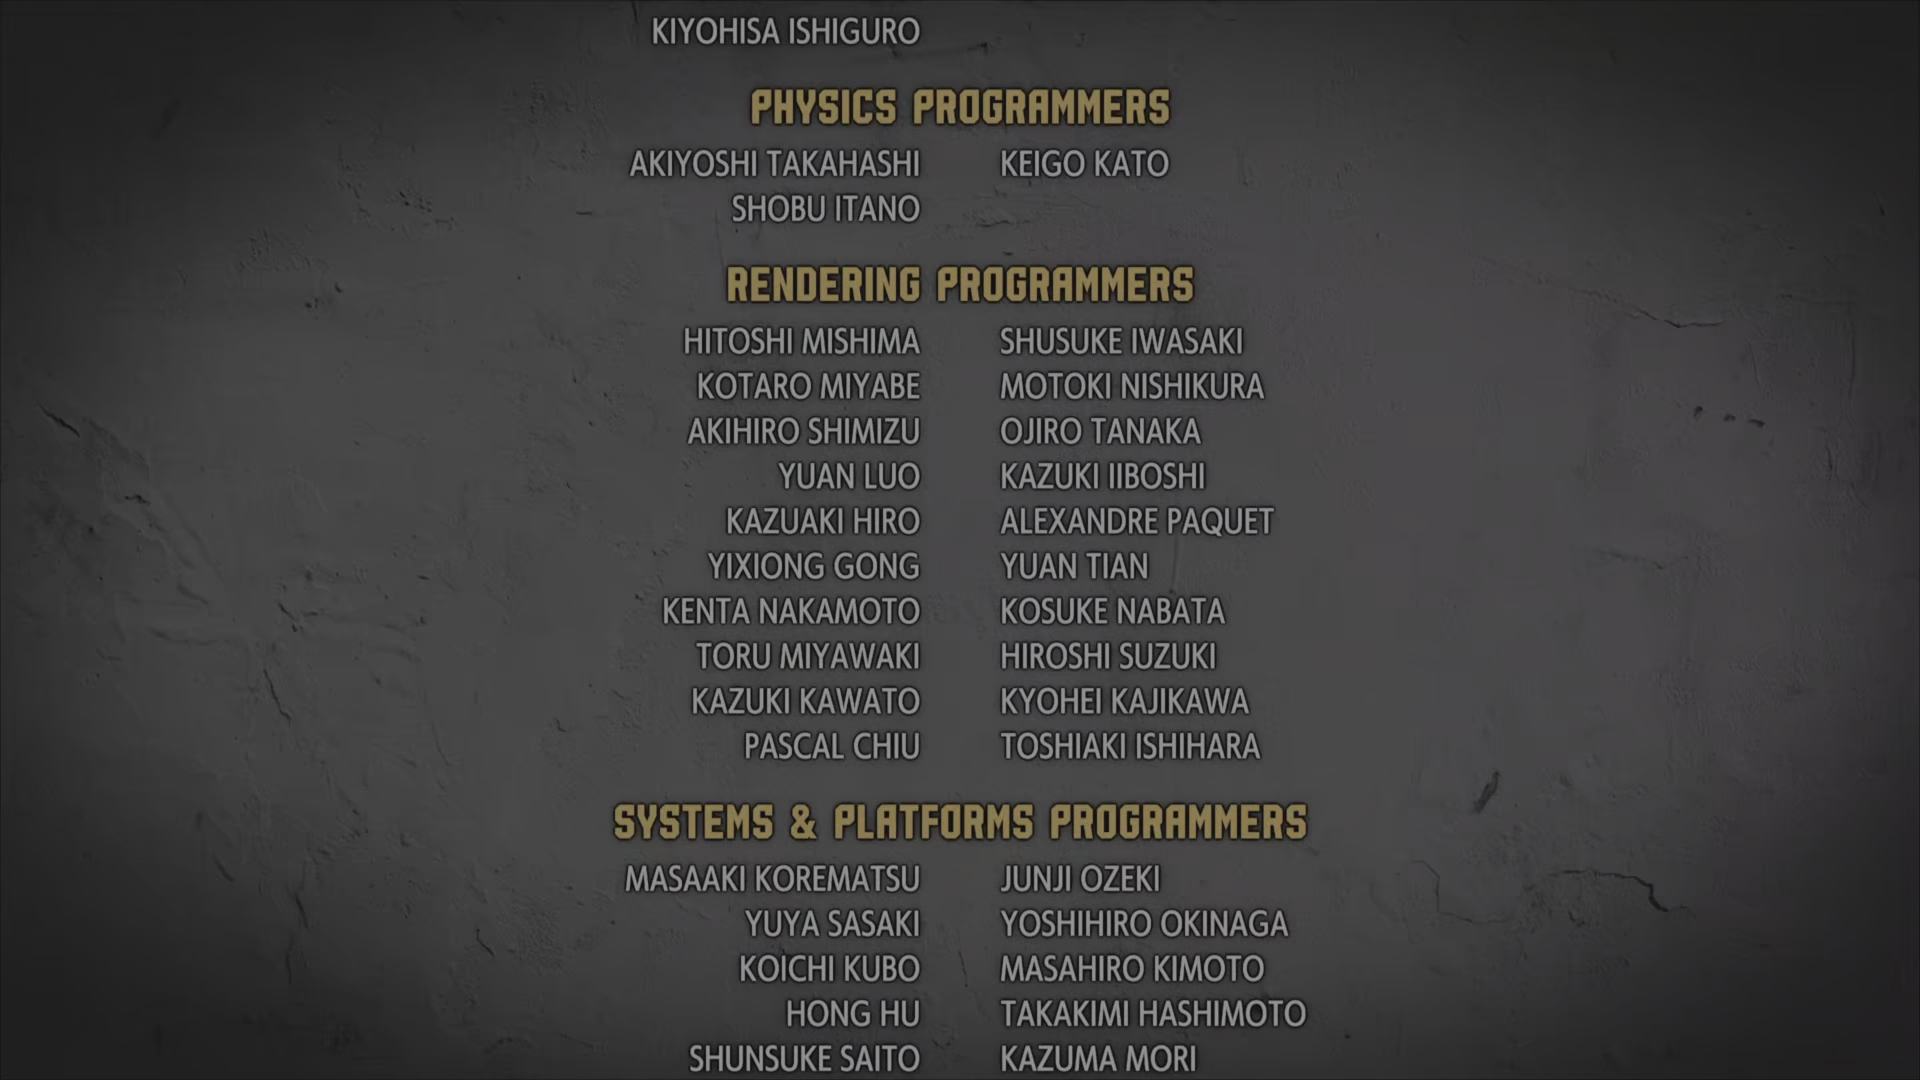 KIYOHISA ISHIGURO
PHYSICS PROGRAMMERS
AKIYOSHI TAKAHASHI KEIGO KATO
SHOBU ITANO
RENDERING PROGRAMMERS
HITOSHI MISHIMA SHUSUKE IWASAKI
KOTARO MIYABE MOTOKI NISHIKURA
AKIHIRO SHIMIZU OJIRO TANAKA
YUAN LUO KAZUKI IIBOSHI
KAZUAKI HIRO ALEXANDRE PAQUET
YIXIONG GONG YUAN TIAN
KENTA NAKAMOTO KOSUKE NABATA
TORU MIYAWAKI HIROSHI SUZUKI
KAZUKI KAWATO KYOHEI KAJIKAWA
PASCAL CHIU TOSHIAKI ISHIHARA
SYSTEMS & PLATFORMS PROGRAMMERS
MASAAKI KOREMATSU JUNJI OZEKI
YUYA SASAKI YOSHIHIRO OKINAGA
KOICHI KUBO MASAHIRO KIMOTO
HONG HU TAKAKIMI HASHIMOTO
SHUNSUKE SAITO KAZUMA MORI